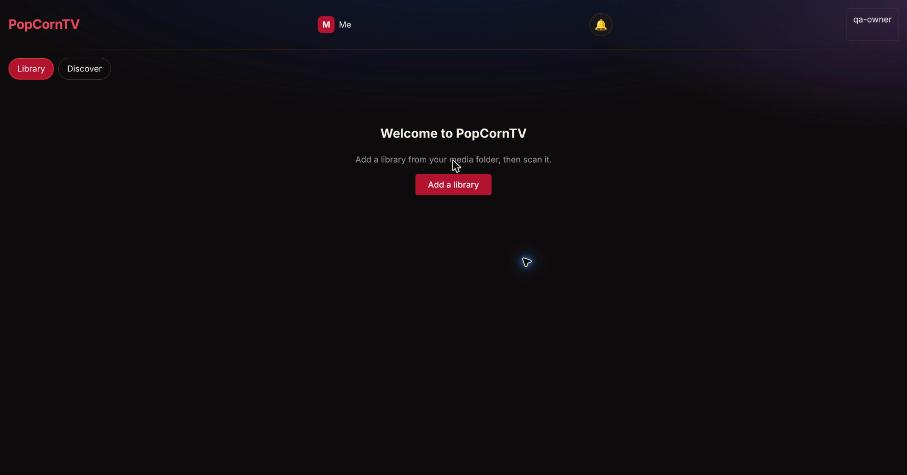 PopCornTV
M Me
🔔
qa-owner
Library
Discover
Welcome to PopCornTV
Add a library from your media folder, then scan it.
Add a library